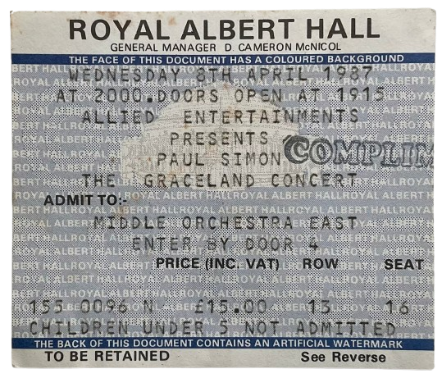 ROYAL ALBERT HALL
GENERAL MANAGER D. CAMERON McNICOL
THE FACE OF THIS DOCUMENT HAS A COLOURED BACKGROUND
WEDNESDAY 8TH APRIL 1987
AT 2000.DOORS OPEN AT 1915
ALLIED ENTERTAINMENTS
PRESENTS
PAUL SIMON COMPLIM
THE GRACELAND CONCERT
ADMIT TO:-
MIDDLE ORCHESTRA EAST
ENTER BY DOOR 4
PRICE (INC. VAT) ROW SEAT
155 0096 N £15.00 15 16
CHILDREN UNDER 5 NOT ADMITTED
THE BACK OF THIS DOCUMENT CONTAINS AN ARTIFICIAL WATERMARK
TO BE RETAINED See Reverse